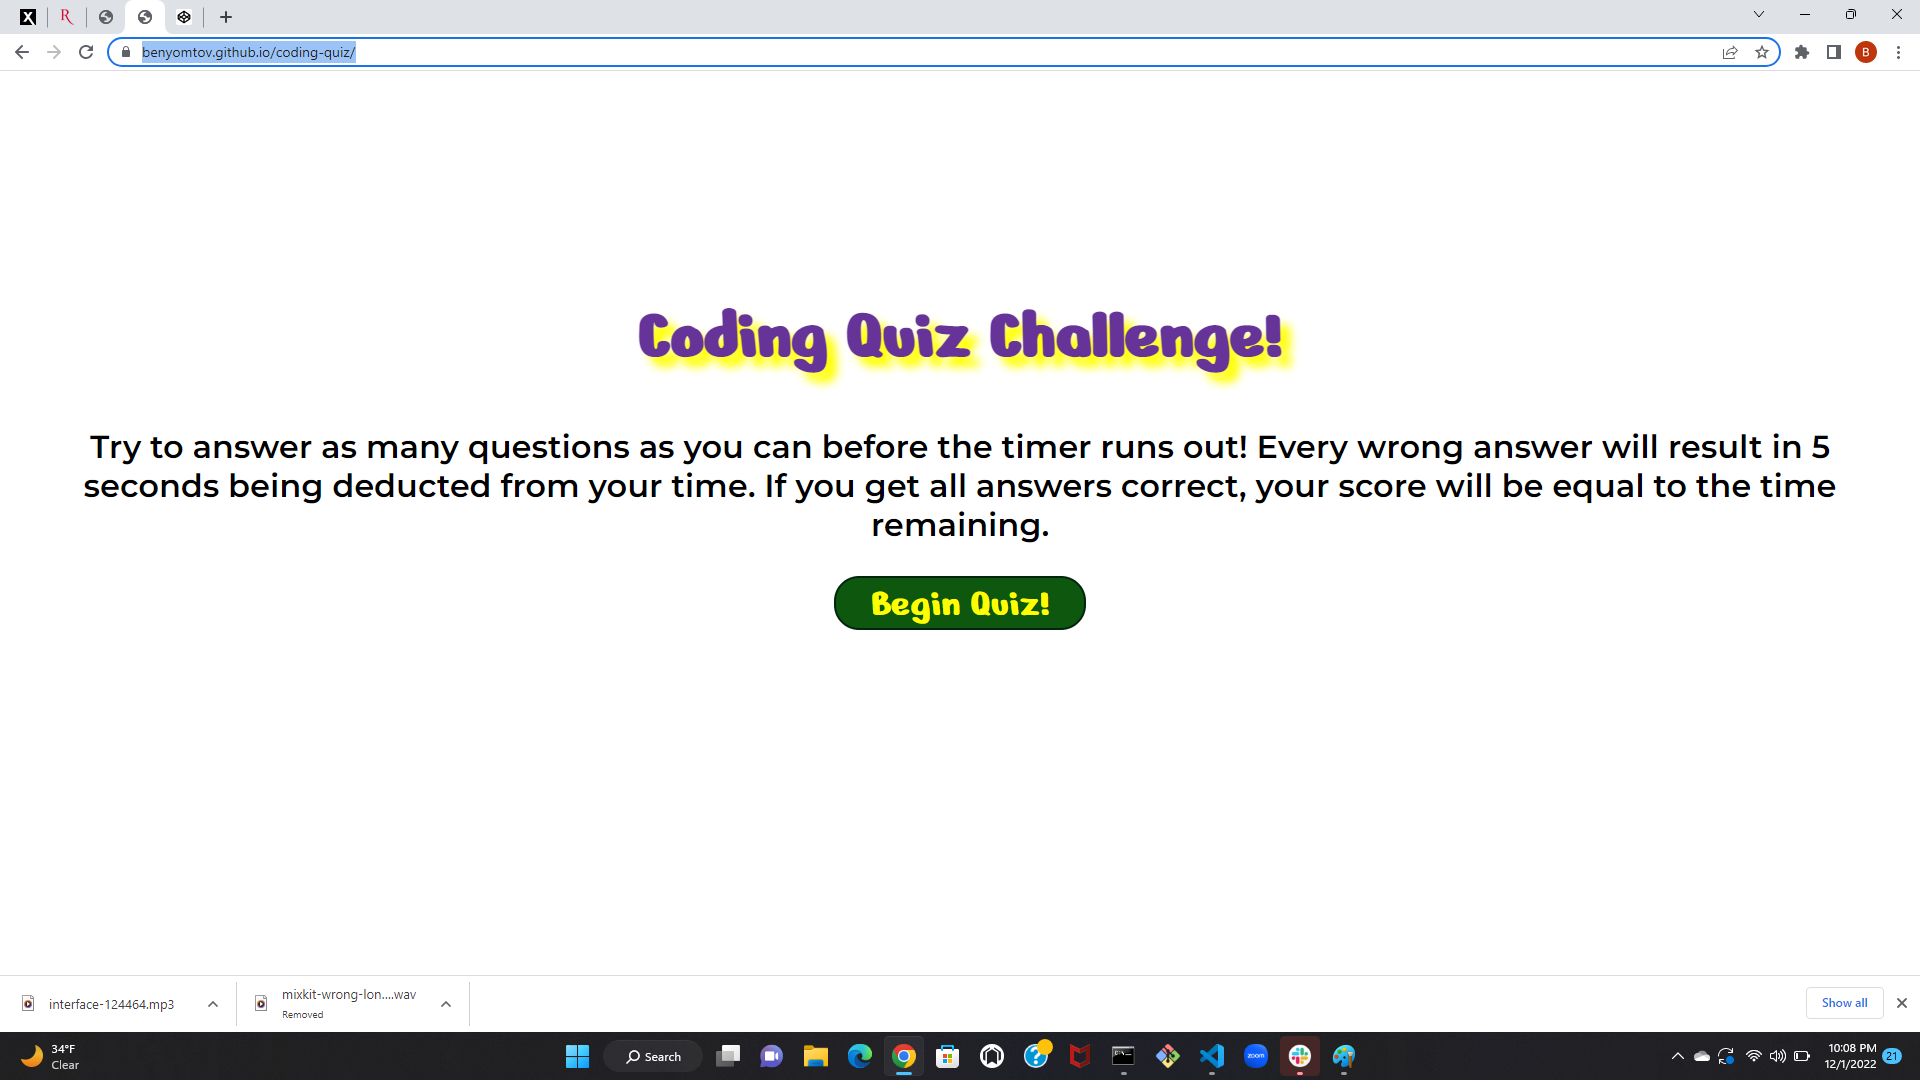 benyomtov.github.io/coding-quiz/
B
Coding Quiz Challenge!
Try to answer as many questions as you can before the timer runs out! Every wrong answer will result in 5
seconds being deducted from your time. If you get all answers correct, your score will be equal to the time
remaining.
Begin Quiz!
interface-124464.mp3
mixkit-wrong-lon....wav
Removed
Show all
34°F
Clear
Search
zoom
10:08 PM
12/1/2022
21